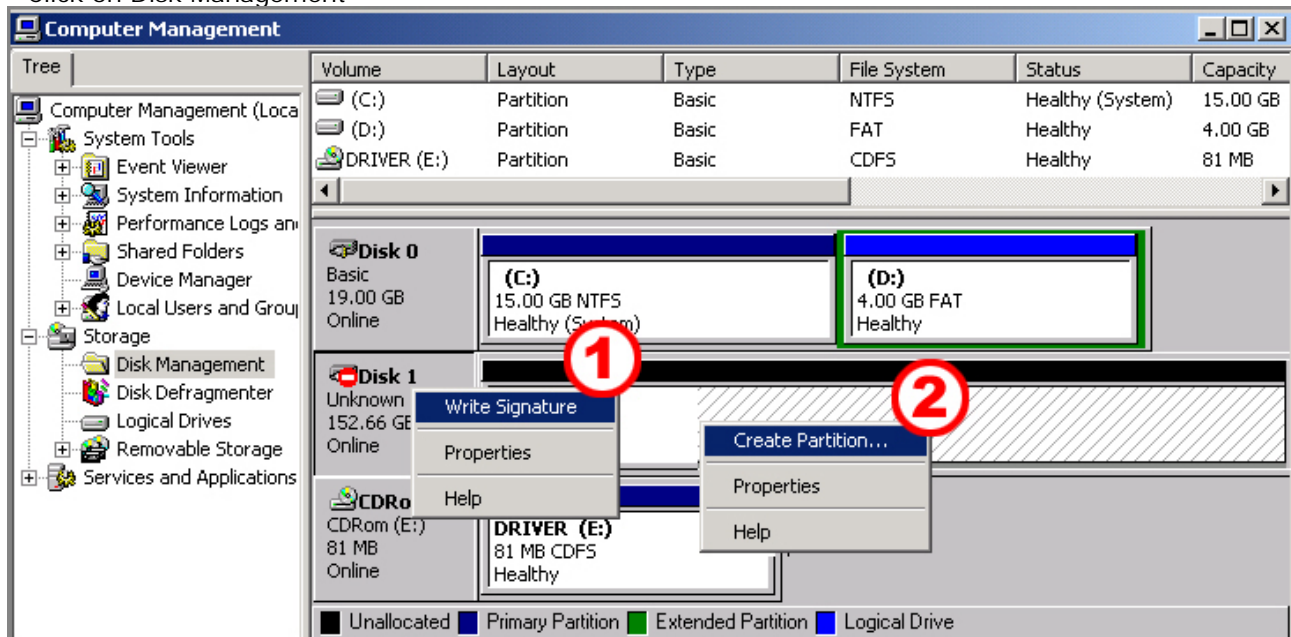 Click on Disk Management
Computer Management
Tree
Volume Layout Type File System Status Capacity
(C:) Partition Basic NTFS Healthy (System) 15.00 GB
(D:) Partition Basic FAT Healthy 4.00 GB
DRIVER (E:) Partition Basic CDFS Healthy 81 MB
Computer Management (Loca
System Tools
Event Viewer
System Information
Performance Logs an
Shared Folders
Device Manager
Local Users and Grou
Storage
Disk Management
Disk Defragmenter
Logical Drives
Removable Storage
Services and Applications
Disk 0
Basic
19.00 GB
Online
(C:)
15.00 GB NTFS
Healthy (System)
(D:)
4.00 GB FAT
Healthy
1
2
Disk 1
Unknown
152.66 GB
Online
Write Signature
Properties
Help
Create Partition...
Properties
Help
CDRo
CDRom (E:)
81 MB
Online
DRIVER (E:)
81 MB CDFS
Healthy
Unallocated Primary Partition Extended Partition Logical Drive